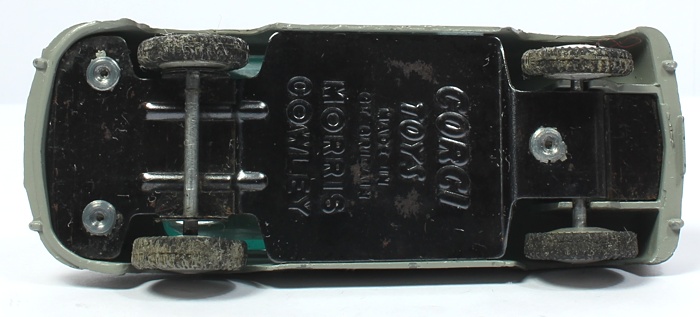 CORGI
TOYS
MADE IN
GT. BRITAIN
MORRIS
COWLEY